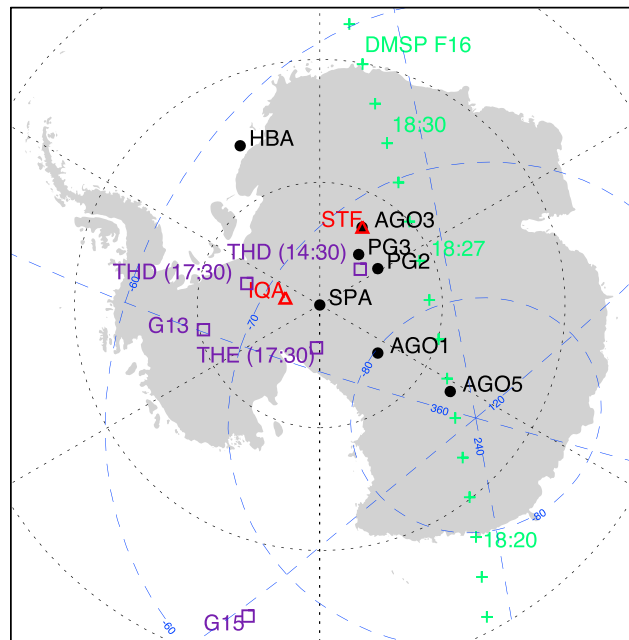 DMSP F16
18:30
HBA
STF
AGO3
THD (14:30)
PG3
18:27
PG2
THD (17:30)
-60
IQA
SPA
G13
-70
THE (17:30)
AGO1
-80
AGO5
360
120
240
-80
18:20
G15
-60